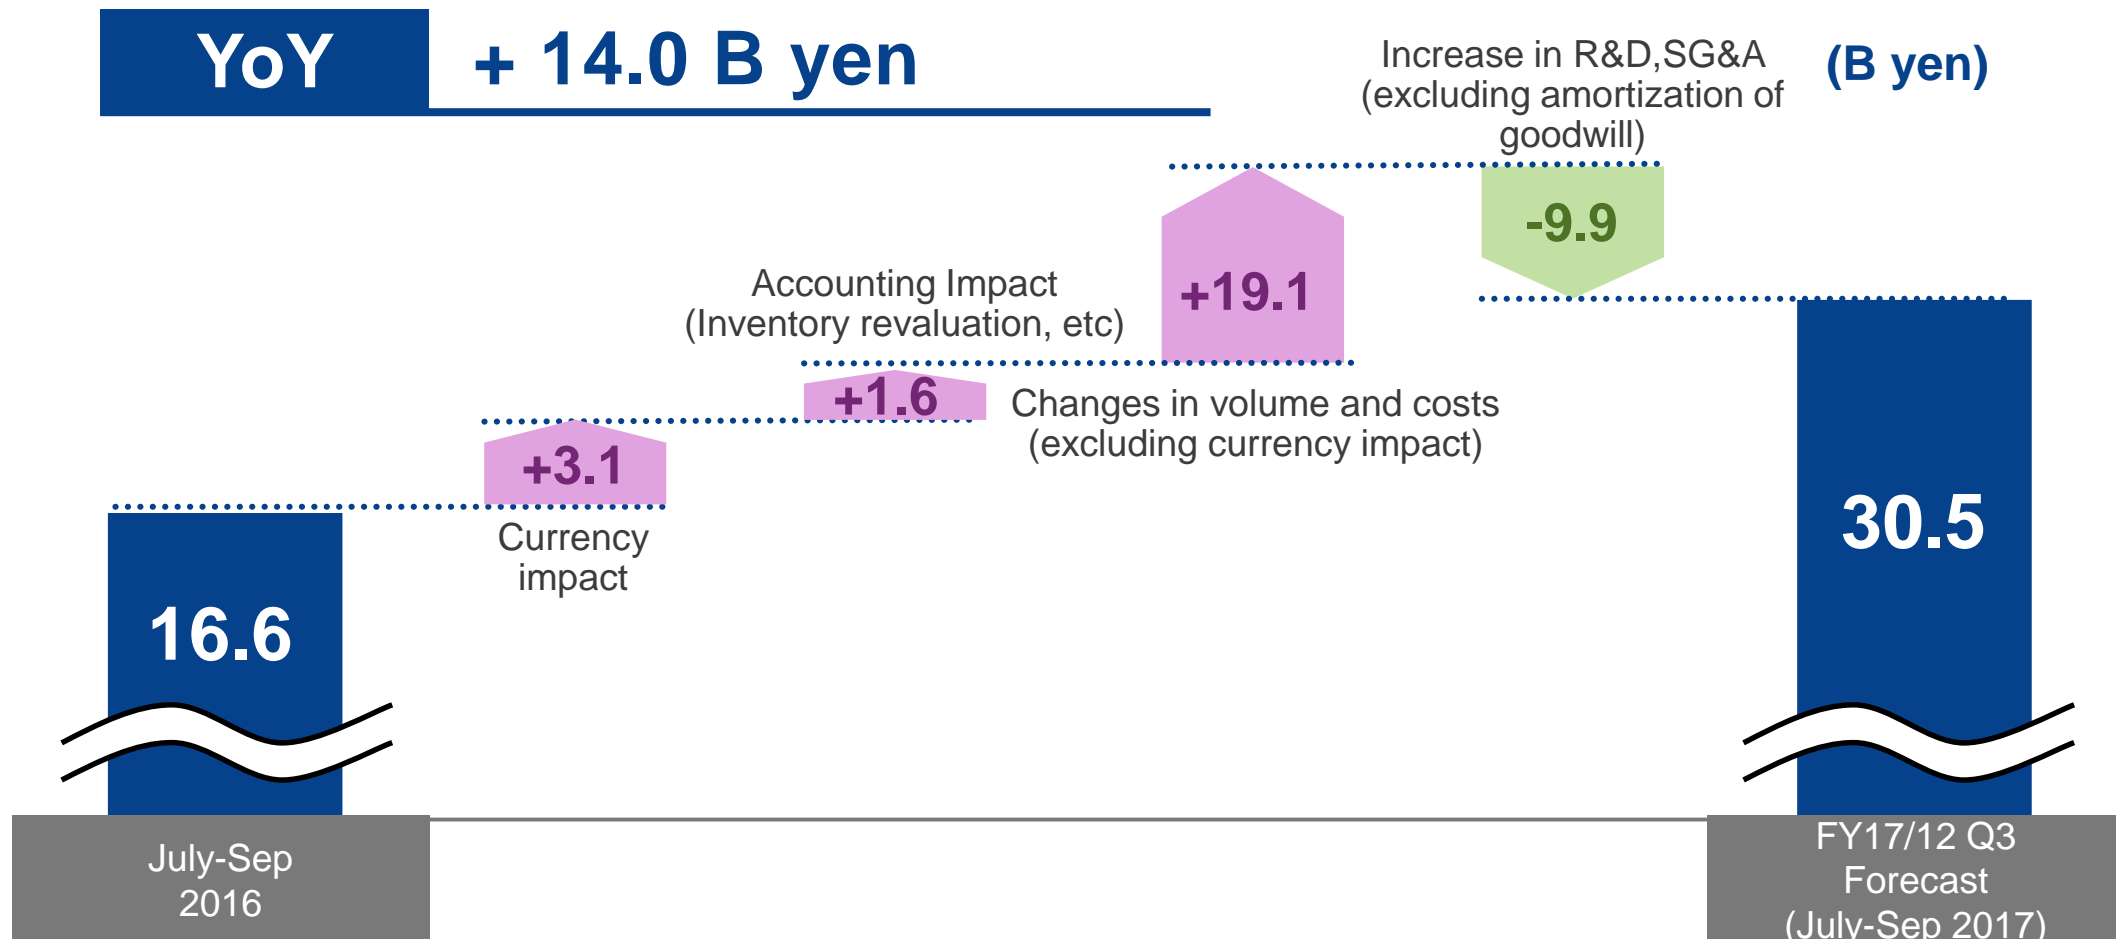 YoY
+ 14.0 B yen
(B yen)
Increase in R&D,SG&A
(excluding amortization of
goodwill)
-9.9
+19.1
Accounting Impact
(Inventory revaluation, etc)
+1.6
Changes in volume and costs
(excluding currency impact)
+3.1
Currency
impact
16.6
30.5
July-Sep
2016
FY17/12 Q3
Forecast
(July-Sep 2017)